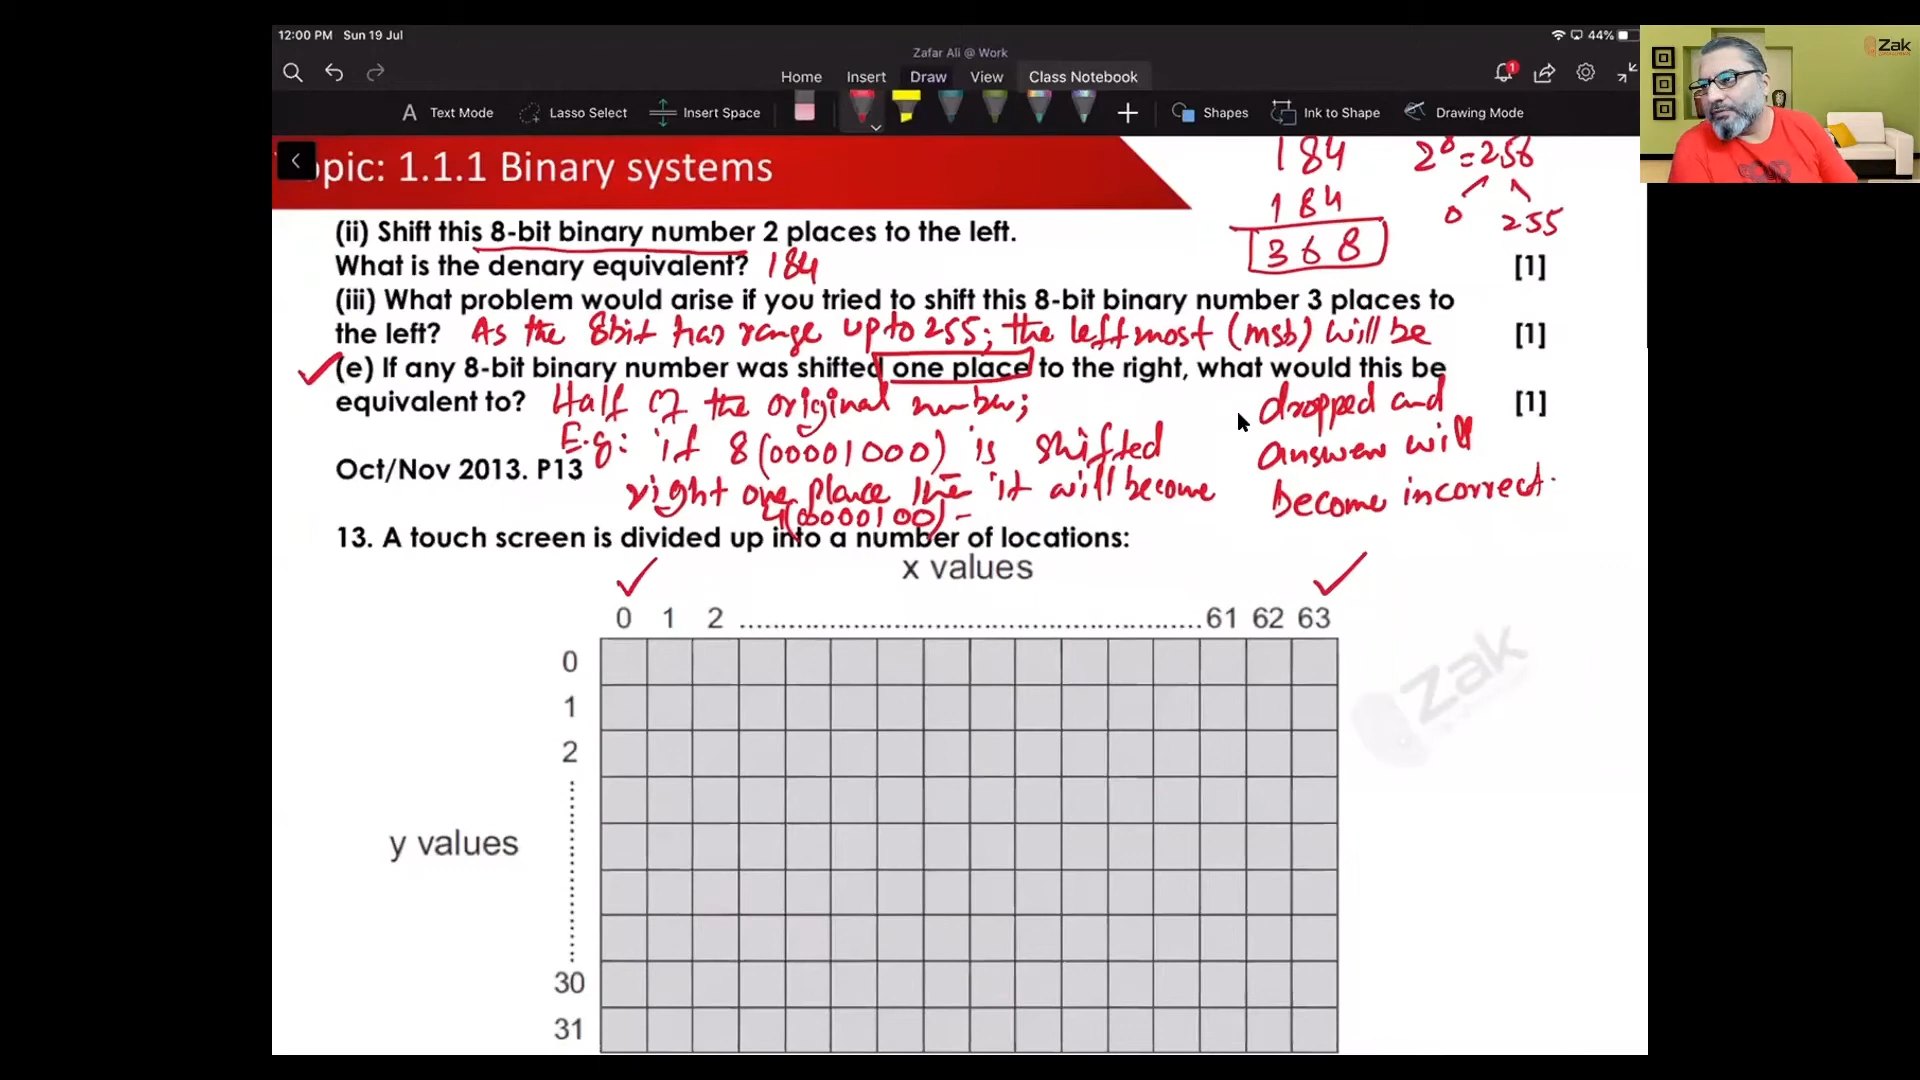 12:00 PM Sun 19 Jul
44%
Zafar Ali @ Work
Home Insert Draw View Class Notebook
1
Zak
A Text Mode Lasso Select Insert Space Shapes Ink to Shape Drawing Mode
opic: 1.1.1 Binary systems
184
184
368
2⁸=256
0 255
(ii) Shift this 8-bit binary number 2 places to the left.
What is the denary equivalent? 184 [1]
(iii) What problem would arise if you tried to shift this 8-bit binary number 3 places to
the left? As the 8bit has range up to 255; the leftmost (msb) will be [1]
dropped and
answer will
become incorrect.
(e) If any 8-bit binary number was shifted one place to the right, what would this be
equivalent to? Half of the original number; [1]
E.g: if 8(00001000) is shifted
right one place it will become
4(00000100)
Oct/Nov 2013. P13
13. A touch screen is divided up into a number of locations:
x values
0 1 2 61 62 63
0
1
2
y values
30
31
Zak